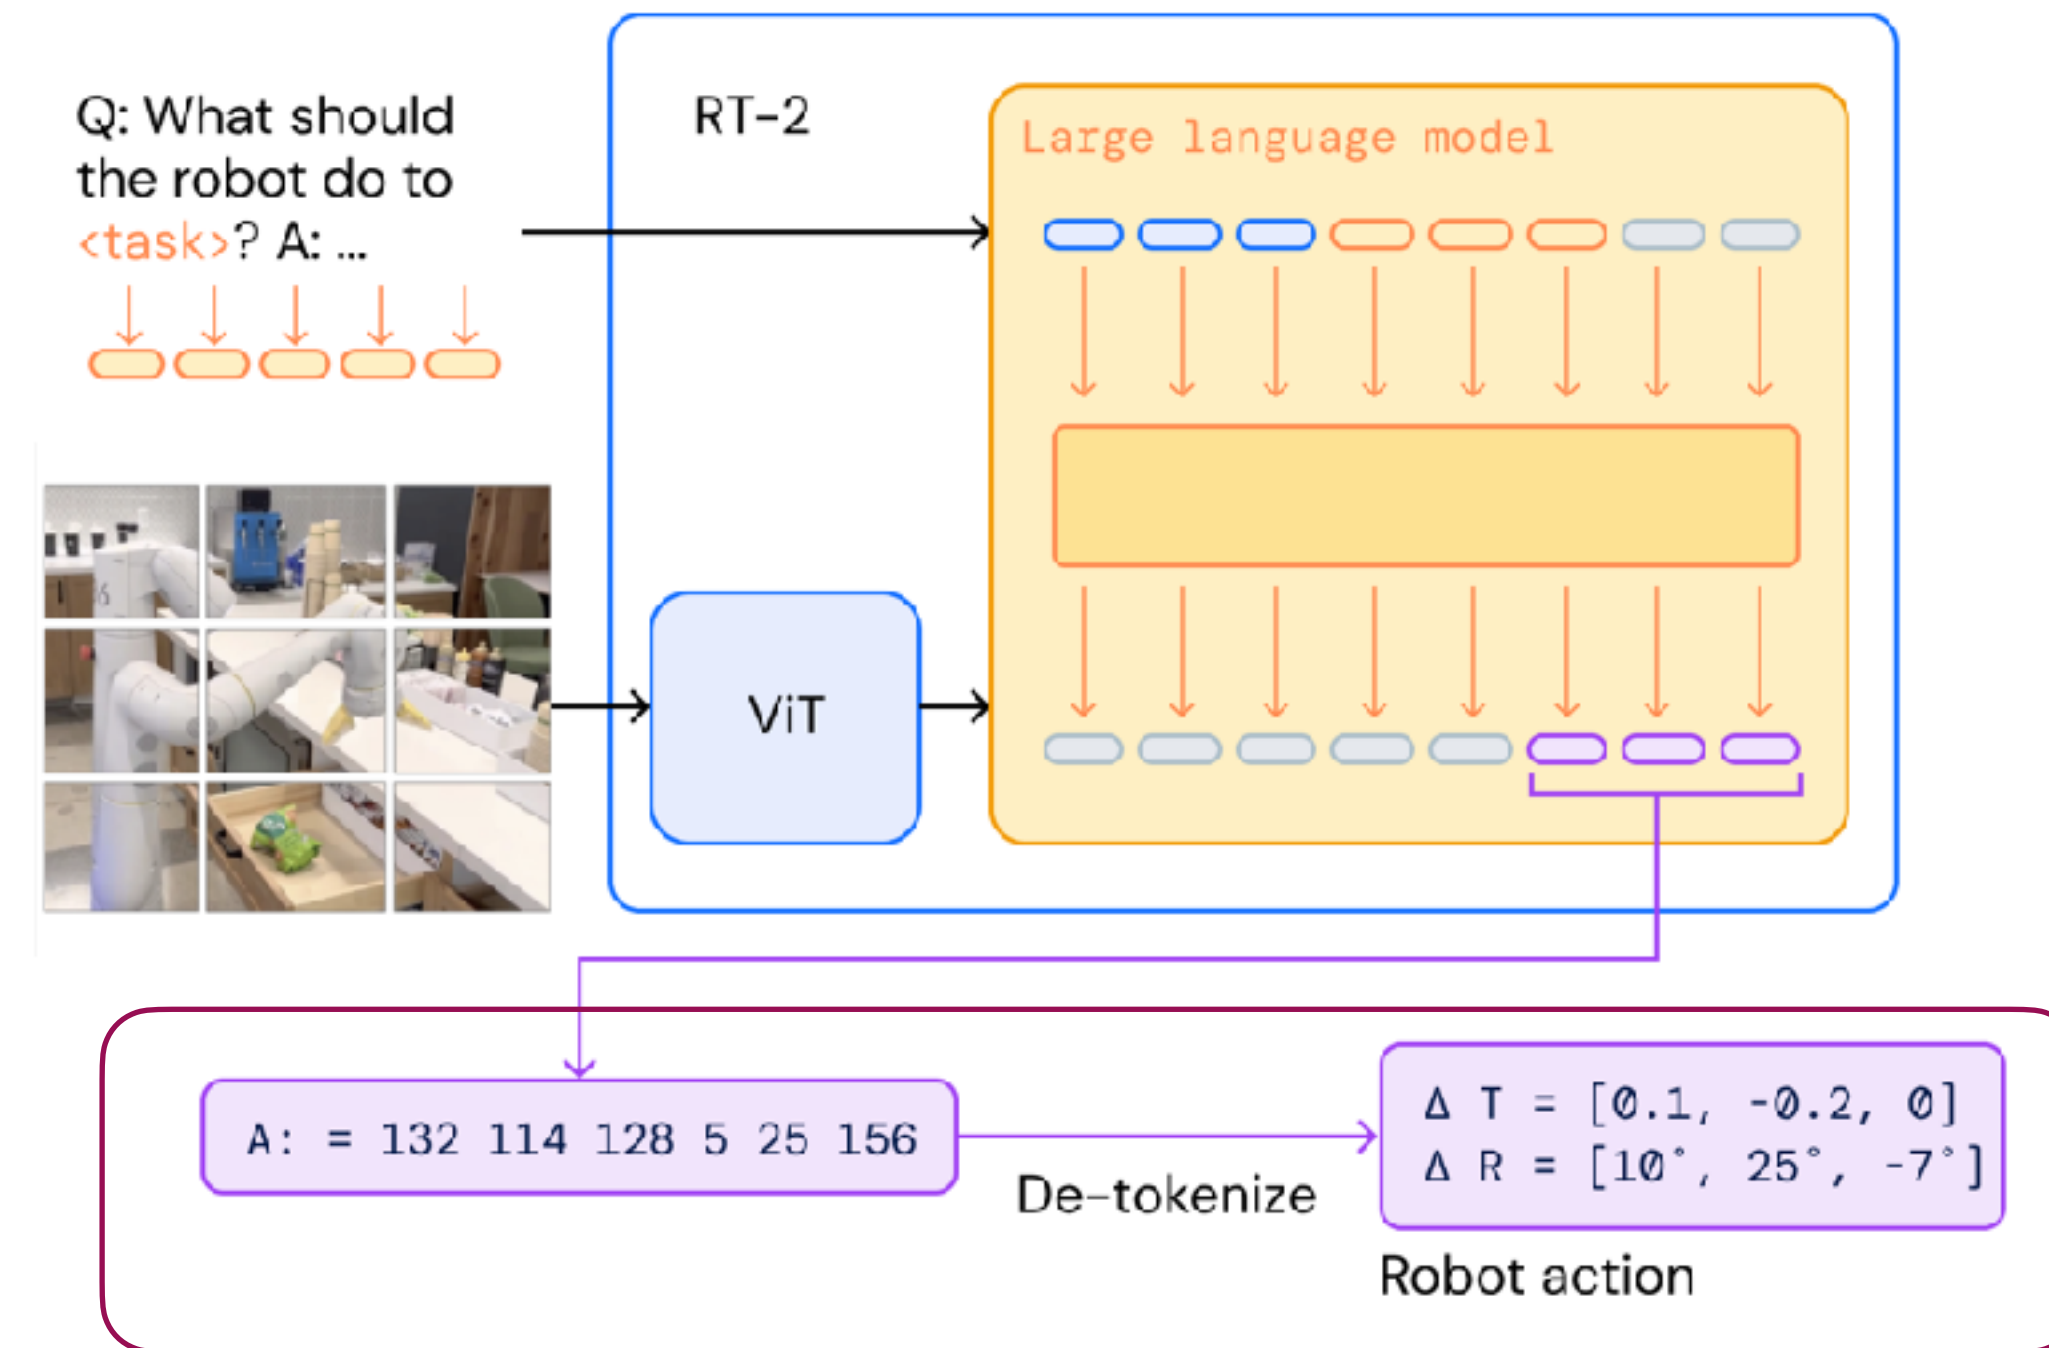 Q: What should
the robot do to
<task>? A: ...
RT-2
Large language model
ViT
A: = 132 114 128 5 25 156
De-tokenize
Δ T = [0.1, -0.2, 0]
Δ R = [10°, 25°, -7°]
Robot action